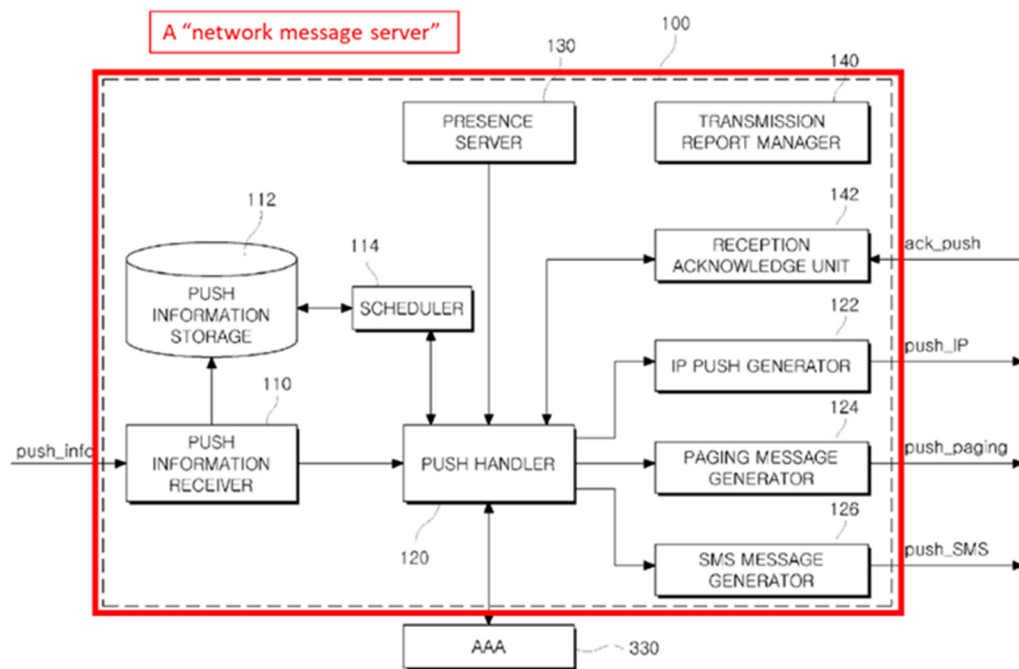 A “network message server”
100
130
140
PRESENCE
SERVER
TRANSMISSION
REPORT MANAGER
112
114
142
PUSH
INFORMATION
STORAGE
SCHEDULER
RECEPTION
ACKNOWLEDGE UNIT
ack_push
122
IP PUSH GENERATOR
push_IP
110
124
push_info
PUSH
INFORMATION
RECEIVER
PUSH HANDLER
PAGING MESSAGE
GENERATOR
push_paging
120
126
SMS MESSAGE
GENERATOR
push_SMS
AAA
330